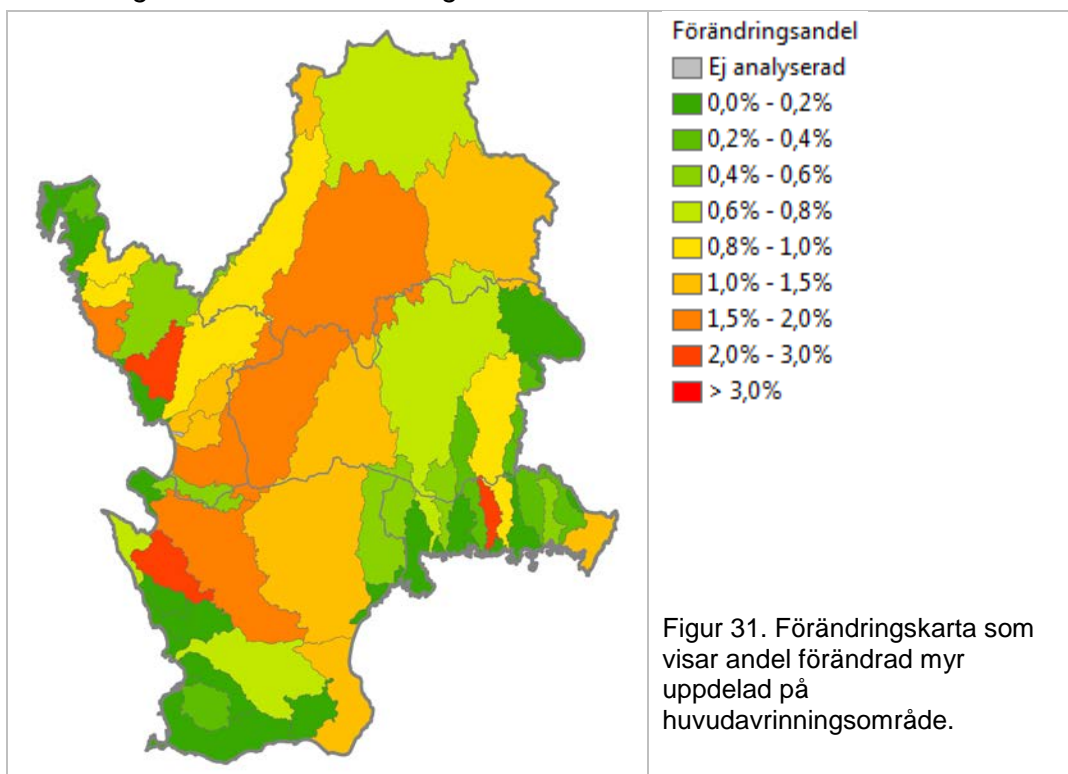 Förändringsandel
Ej analyserad
0,0% - 0,2%
0,2% - 0,4%
0,4% - 0,6%
0,6% - 0,8%
0,8% - 1,0%
1,0% - 1,5%
1,5% - 2,0%
2,0% - 3,0%
> 3,0%
Figur 31. Förändringskarta som
visar andel förändrad myr
uppdelad på
huvudavrinningsområde.